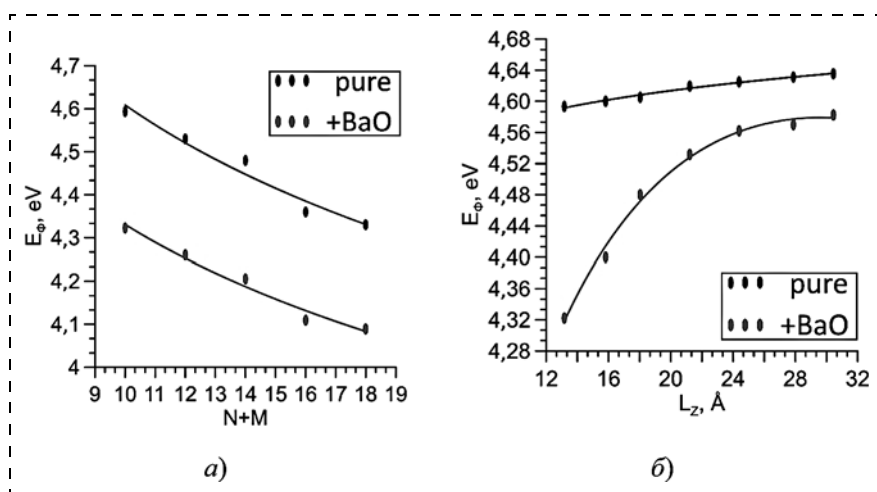 4,7
4,6
4,5
4,4
4,3
4,2
4,1
4
E_Ф, eV
pure
+BaO
9 10 11 12 13 14 15 16 17 18 19
N+M
а)
4,68
4,64
4,60
4,56
4,52
4,48
4,44
4,40
4,36
4,32
4,28
E_Ф, eV
pure
+BaO
12 16 20 24 28 32
L_Z, Å
б)